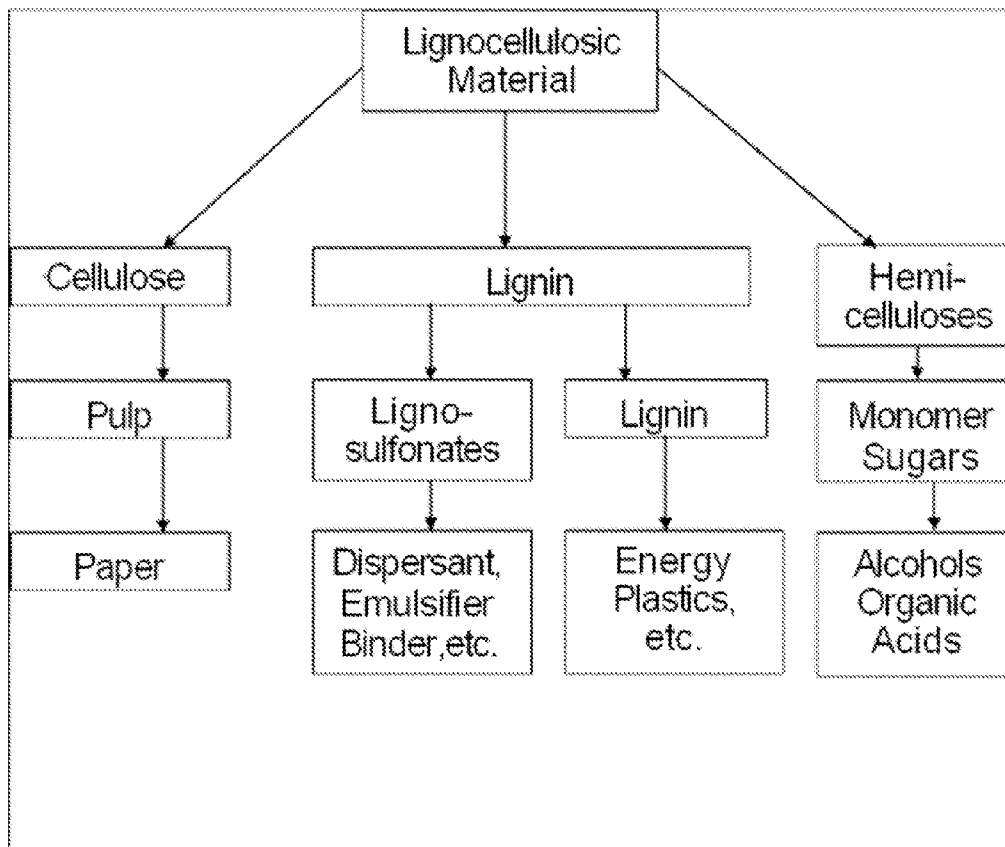 Lignocellulosic
Material
Cellulose
Lignin
Hemi-
celluloses
Pulp
Ligno-
sulfonates
Lignin
Monomer
Sugars
Paper
Dispersant,
Emulsifier
Binder,etc.
Energy
Plastics,
etc.
Alcohols
Organic
Acids